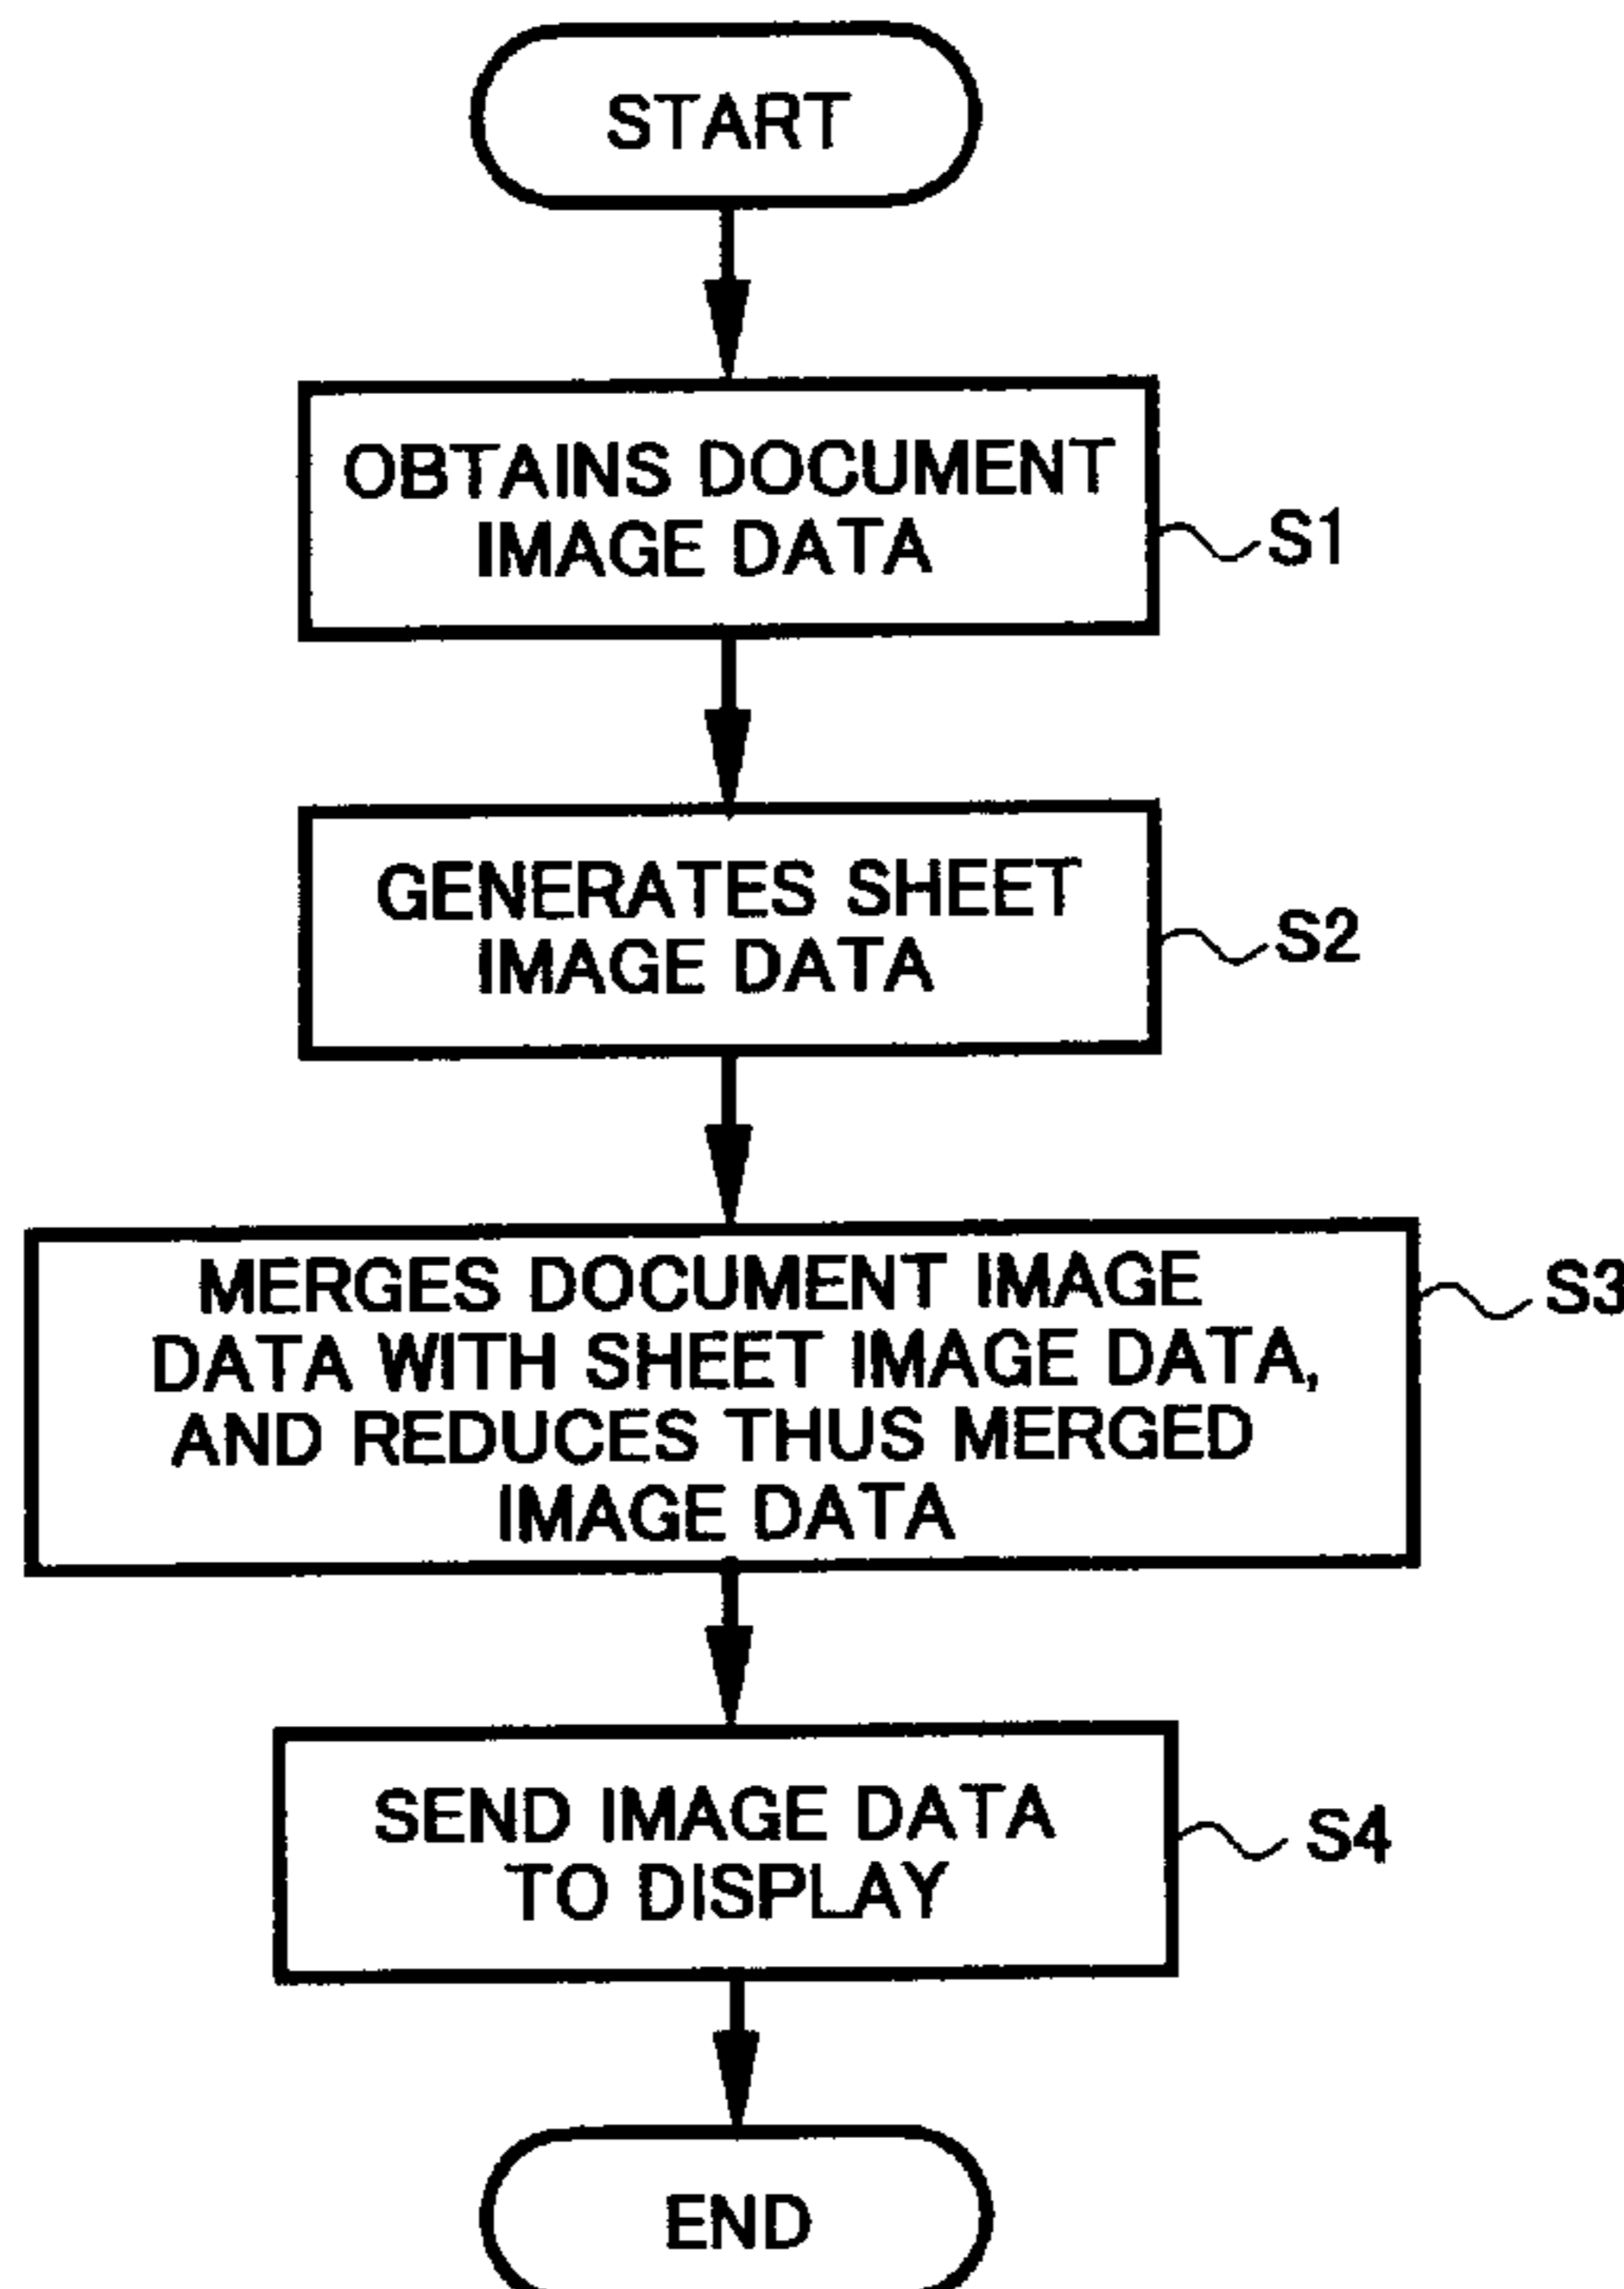 START
OBTAINS DOCUMENT
IMAGE DATA
S1
GENERATES SHEET
IMAGE DATA
S2
MERGES DOCUMENT IMAGE
DATA WITH SHEET IMAGE DATA,
AND REDUCES THUS MERGED
IMAGE DATA
S3
SEND IMAGE DATA
TO DISPLAY
S4
END